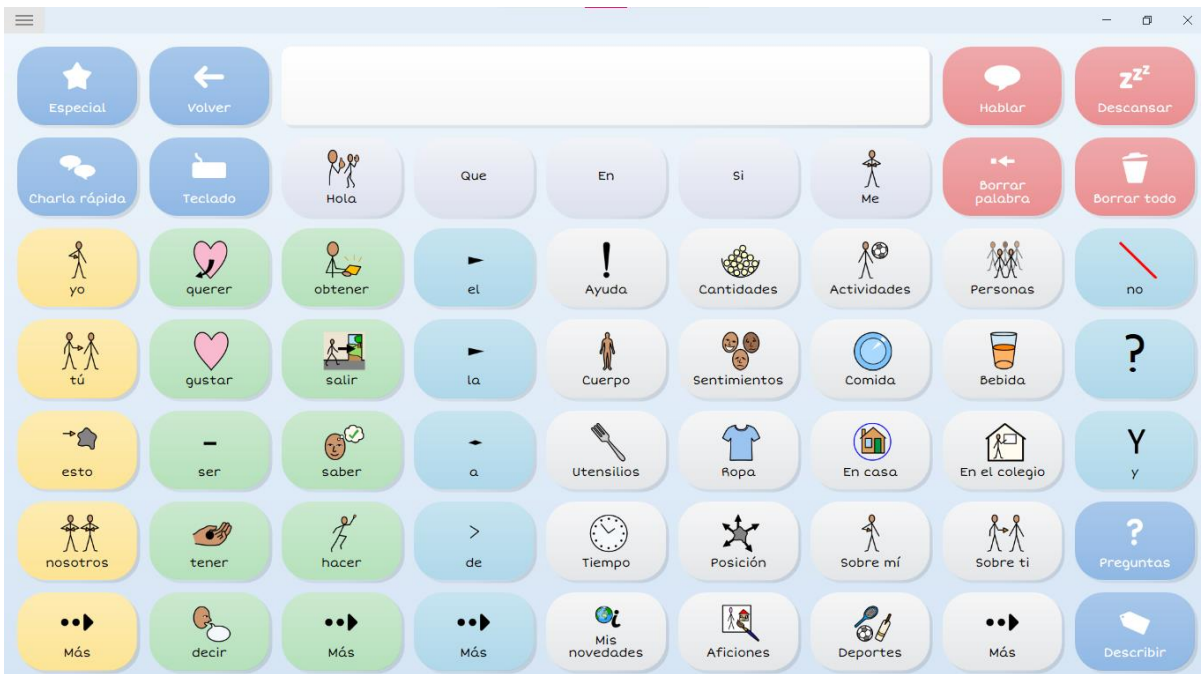 Especial
Volver
Hablar
zzz
Descansar
Charla rápida
Teclado
Hola
Que
En
Si
Me
Borrar
palabra
Borrar todo
yo
querer
obtener
el
Ayuda
Cantidades
Actividades
Personas
no
tú
gustar
salir
la
Cuerpo
Sentimientos
Comida
Bebida
?
esto
ser
saber
a
Utensilios
Ropa
En casa
En el colegio
Y
y
nosotros
tener
hacer
>
de
Tiempo
Posición
Sobre mí
Sobre ti
?
Preguntas
Más
decir
Más
Más
Mis
novedades
Aficiones
Deportes
Más
Describir